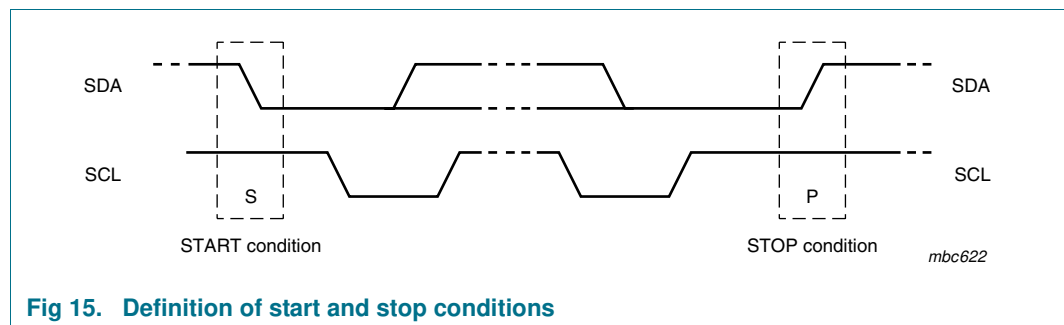 SDA
SDA
SCL
SCL
S
P
START condition
STOP condition
mbc622
Fig 15. Definition of start and stop conditions